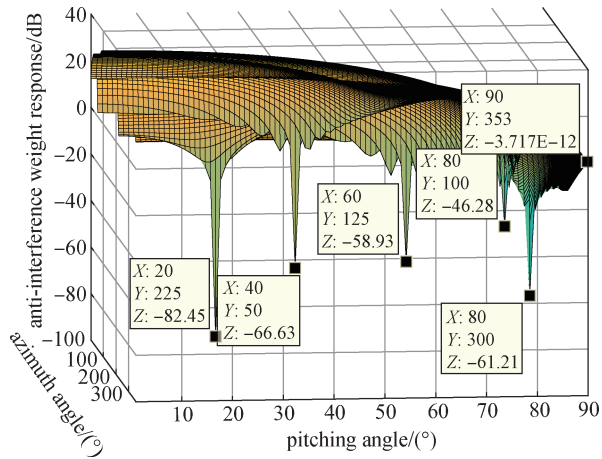 anti-interference weight response/dB
40
20
0
−20
−40
−60
−80
−100
100
200
300
azimuth angle/(°)
10
20
30
40
50
60
70
80
90
pitching angle/(°)
X: 20
Y: 225
Z: −82.45
X: 40
Y: 50
Z: −66.63
X: 60
Y: 125
Z: −58.93
X: 80
Y: 100
Z: −46.28
X: 90
Y: 353
Z: −3.717E−12
X: 80
Y: 300
Z: −61.21